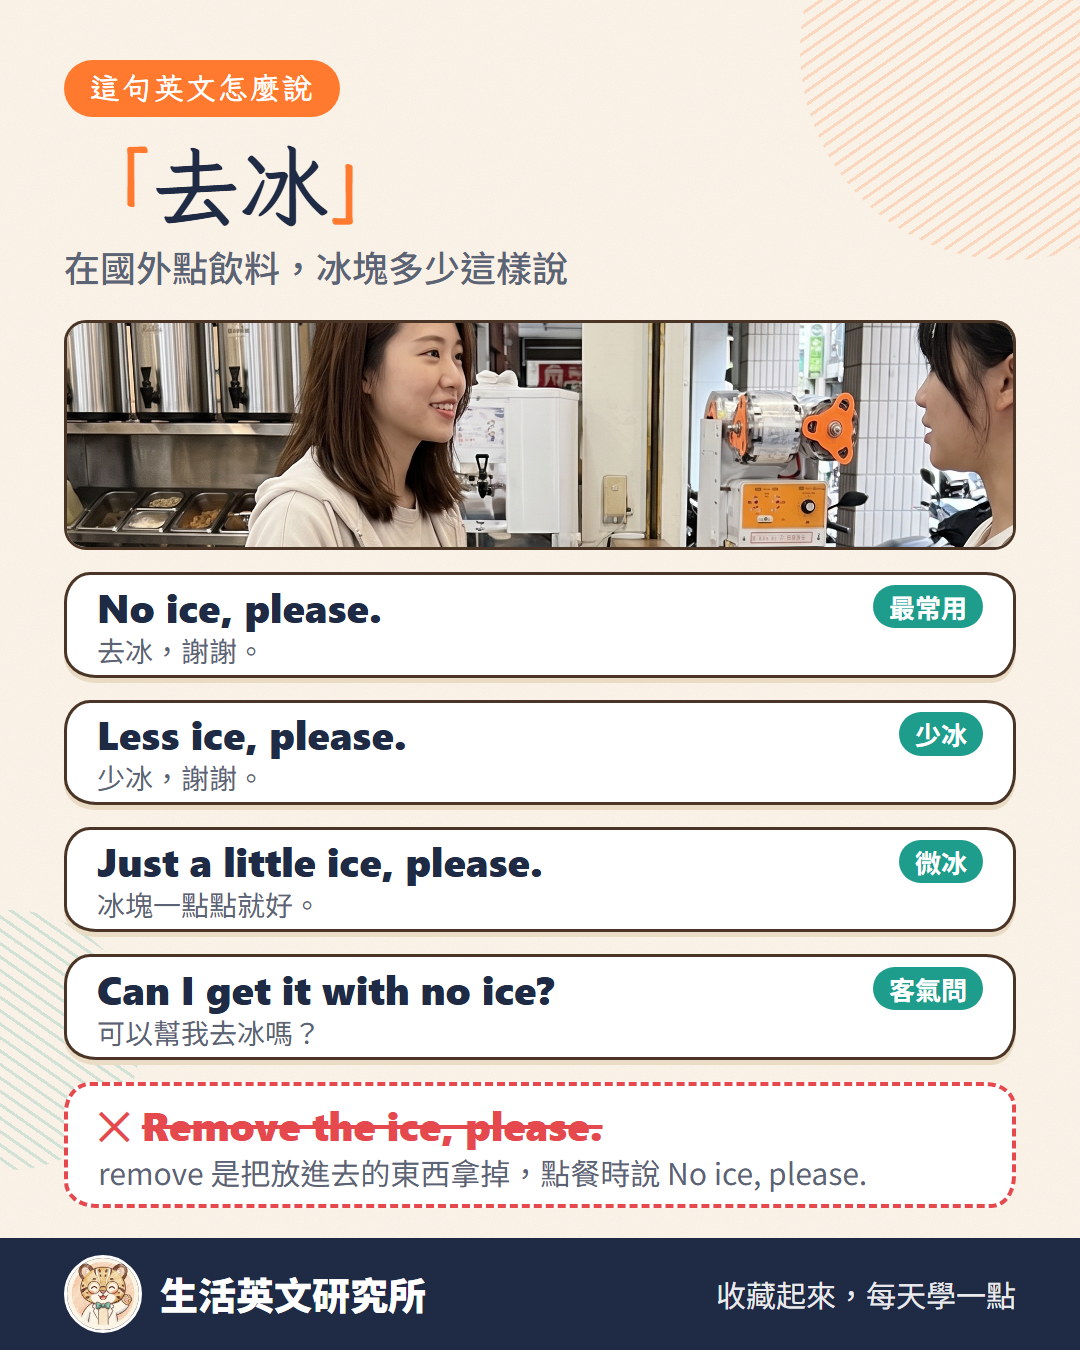 這句英文怎麼說
「去冰」
在國外點飲料，冰塊多少這樣說
No ice, please.
最常用
去冰，謝謝。
Less ice, please.
少冰
少冰，謝謝。
Just a little ice, please.
微冰
冰塊一點點就好。
Can I get it with no ice?
客氣問
可以幫我去冰嗎？
× Remove the ice, please.
remove 是把放進去的東西拿掉，點餐時說 No ice, please.
生活英文研究所
收藏起來，每天學一點